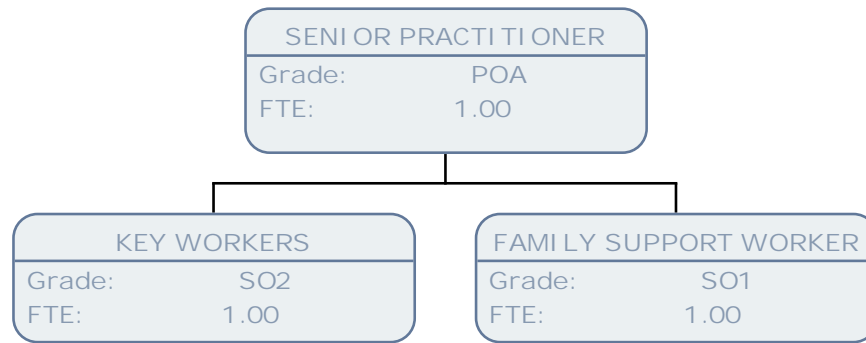 SENIOR PRACTITIONER
Grade: POA
FTE: 1.00
KEY WORKERS
Grade: SO2
FTE: 1.00
FAMILY SUPPORT WORKER
Grade: SO1
FTE: 1.00